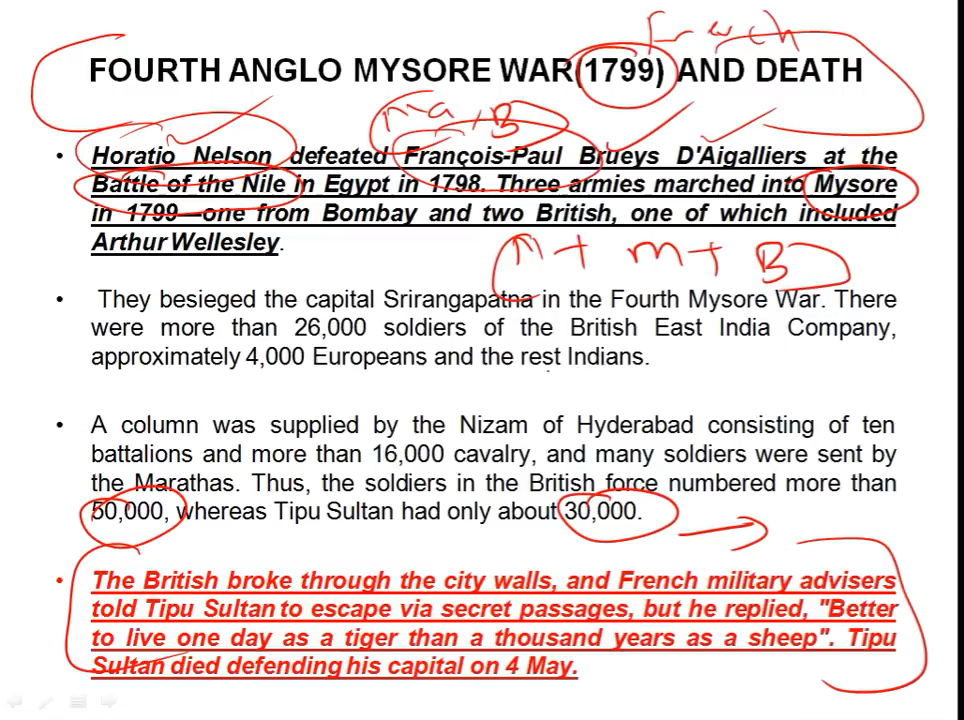 French
FOURTH ANGLO MYSORE WAR(1799) AND DEATH
Ma + B
• Horatio Nelson defeated François-Paul Brueys D'Aigalliers at the
Battle of the Nile in Egypt in 1798. Three armies marched into Mysore
in 1799—one from Bombay and two British, one of which included
Arthur Wellesley.
N + M + B
• They besieged the capital Srirangapatna in the Fourth Mysore War. There
were more than 26,000 soldiers of the British East India Company,
approximately 4,000 Europeans and the rest Indians.
• A column was supplied by the Nizam of Hyderabad consisting of ten
battalions and more than 16,000 cavalry, and many soldiers were sent by
the Marathas. Thus, the soldiers in the British force numbered more than
50,000, whereas Tipu Sultan had only about 30,000.
• The British broke through the city walls, and French military advisers
told Tipu Sultan to escape via secret passages, but he replied, "Better
to live one day as a tiger than a thousand years as a sheep". Tipu
Sultan died defending his capital on 4 May.